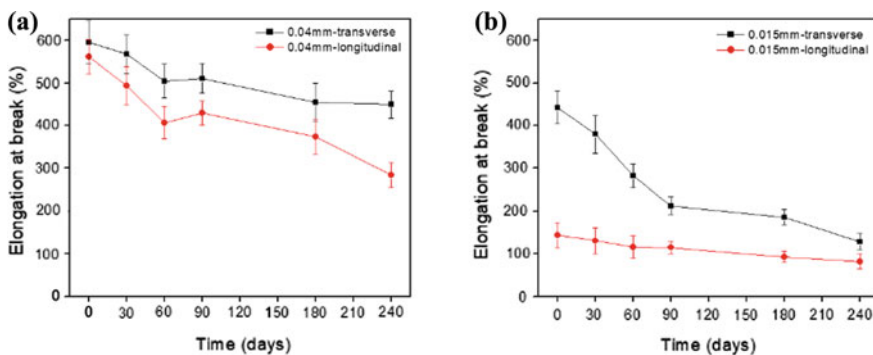 (a)
0.04mm-transverse
0.04mm-longitudinal
Elongation at break (%)
600
500
400
300
200
100
0
0 30 60 90 120 150 180 210 240
Time (days)
(b)
0.015mm-transverse
0.015mm-longitudinal
Elongation at break (%)
600
500
400
300
200
100
0
0 30 60 90 120 150 180 210 240
Time (days)